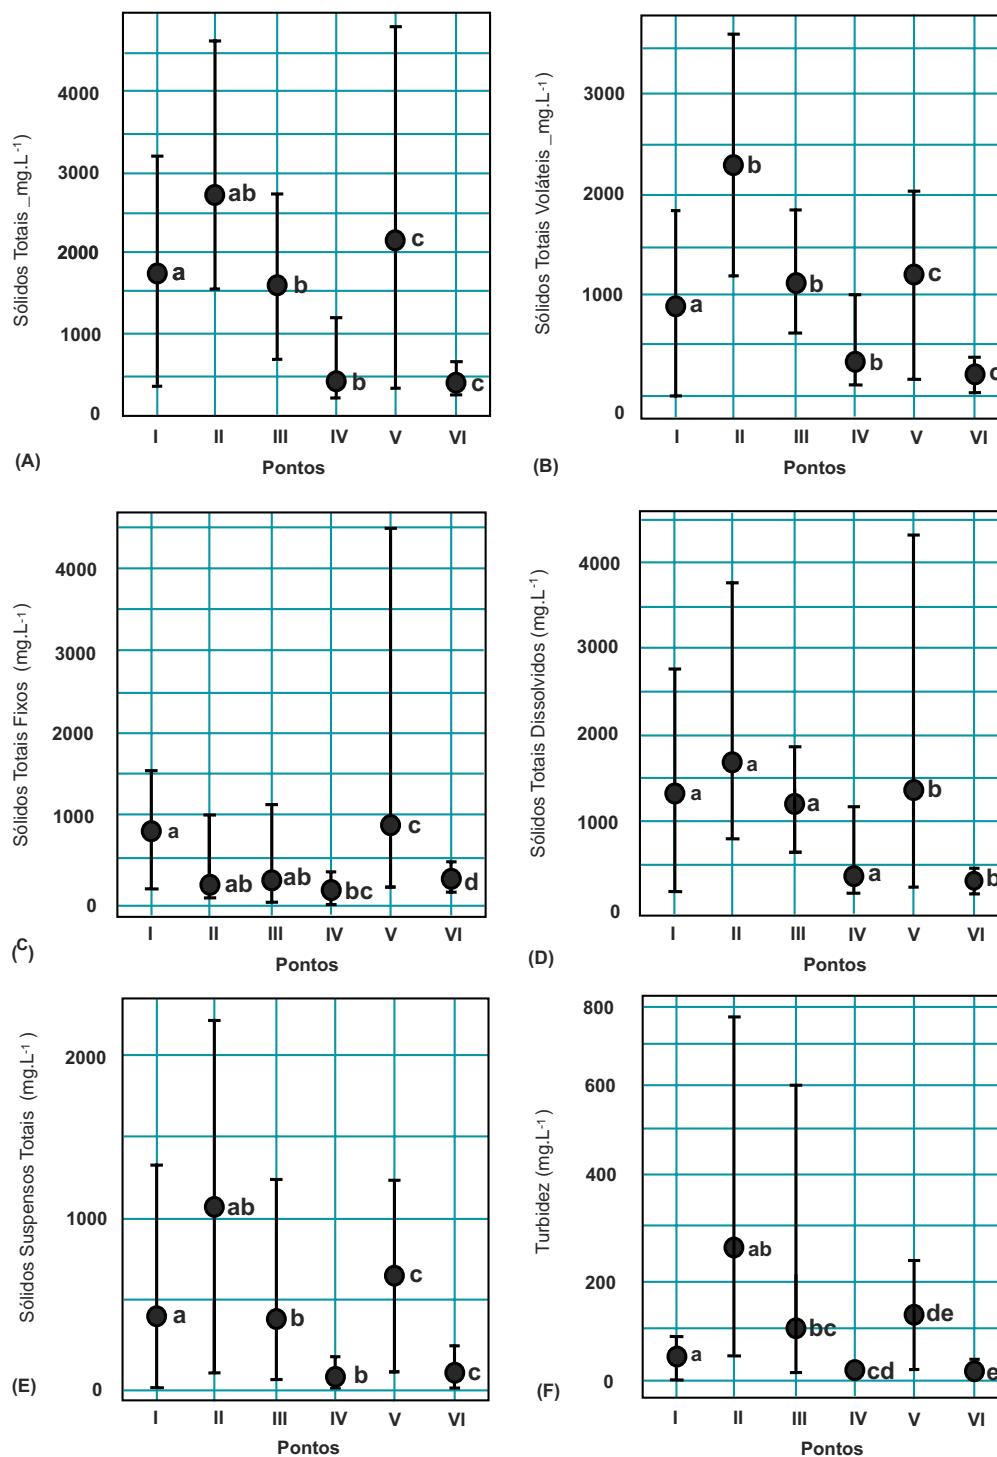 Sólidos Totais _mg.L-1)
4000
3000
2000
1000
0
a
ab
b
b
c
c
I II III IV V VI
(A)
Pontos
Sólidos Totais Voláteis _mg.L-1)
3000
2000
1000
0
a
b
b
b
c
c
I II III IV V VI
(B)
Pontos
Sólidos Totais Fixos (mg.L-1)
4000
3000
2000
1000
0
a
ab
ab
bc
c
d
I II III IV V VI
(C)
Pontos
Sólidos Totais Dissolvidos (mg.L-1)
4000
3000
2000
1000
0
a
a
a
a
b
b
I II III IV V VI
(D)
Pontos
Sólidos Suspensos Totais (mg.L-1)
2000
1000
0
a
ab
b
b
c
c
I II III IV V VI
(E)
Pontos
Turbidez (mg.L-1)
800
600
400
200
0
a
ab
bc
cd
de
e
I II III IV V VI
(F)
Pontos